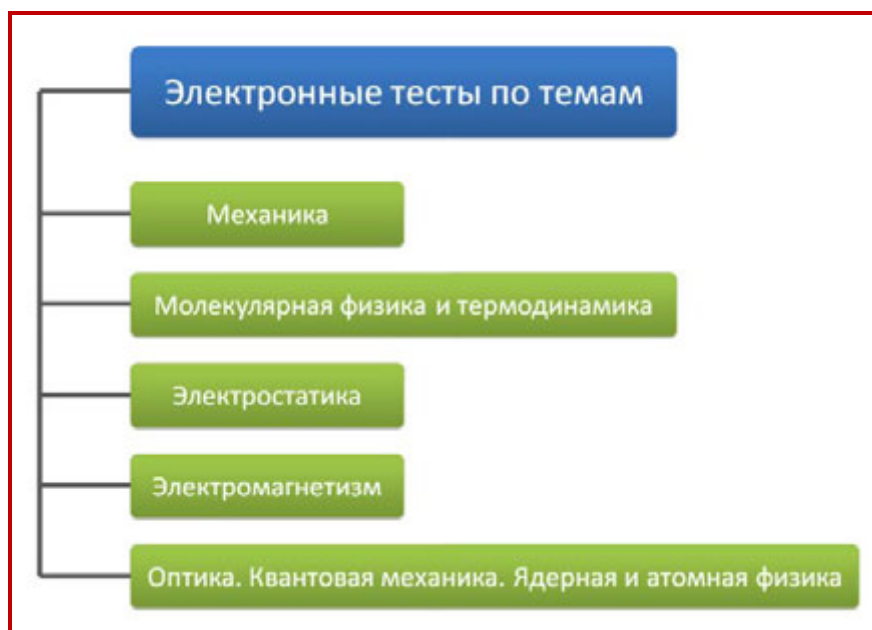 Электронные тесты по темам
Механика
Молекулярная физика и термодинамика
Электростатика
Электромагнетизм
Оптика. Квантовая механика. Ядерная и атомная физика